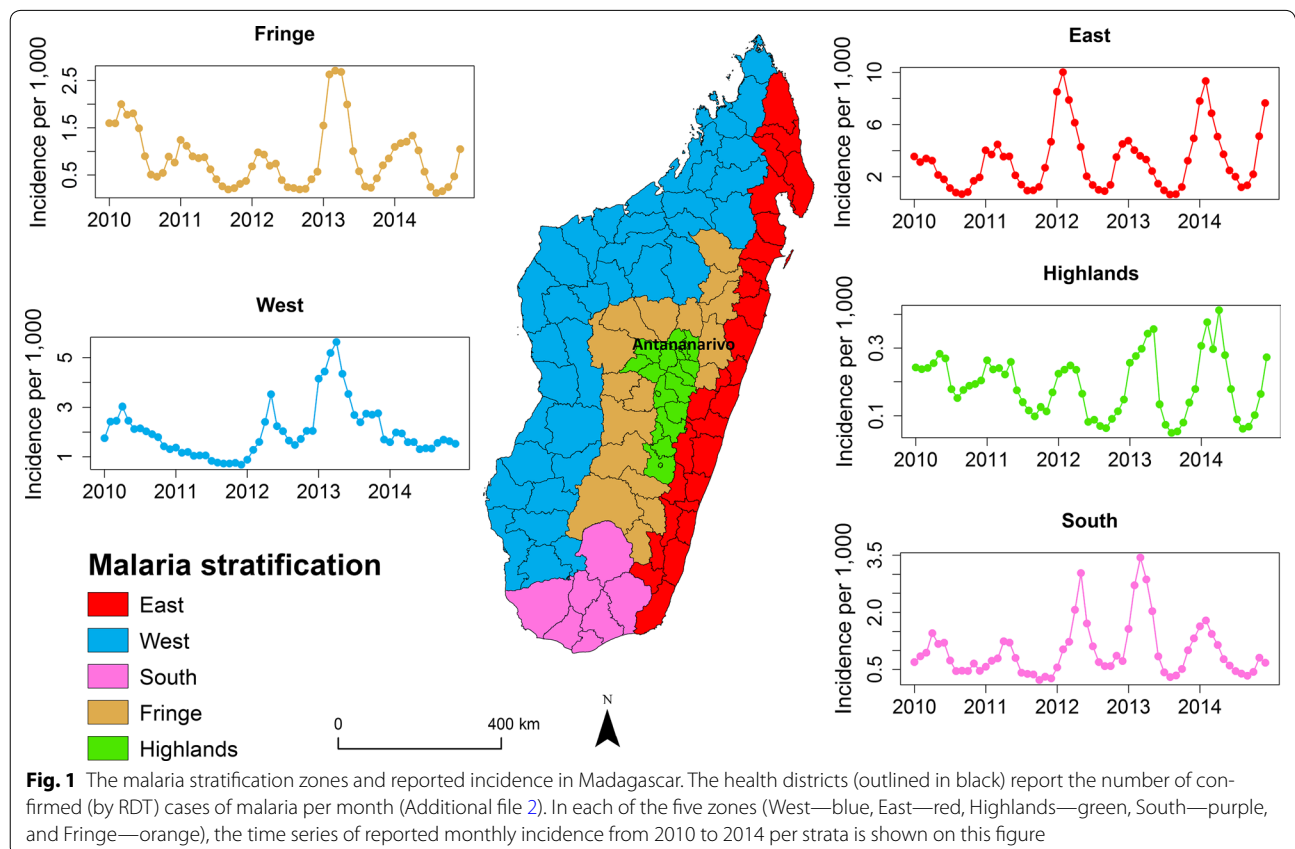 Fringe
Incidence per 1,000
2.5
1.5
0.5
2010 2011 2012 2013 2014
West
Incidence per 1,000
5
3
1
2010 2011 2012 2013 2014
Antananarivo
East
Incidence per 1,000
10
6
2
2010 2011 2012 2013 2014
Highlands
Incidence per 1,000
0.3
0.1
2010 2011 2012 2013 2014
South
Incidence per 1,000
3.5
2.0
0.5
2010 2011 2012 2013 2014
Malaria stratification
East
West
South
Fringe
Highlands
0 400 km
N
Fig. 1 The malaria stratification zones and reported incidence in Madagascar. The health districts (outlined in black) report the number of con-
firmed (by RDT) cases of malaria per month (Additional file 2). In each of the five zones (West—blue, East—red, Highlands—green, South—purple,
and Fringe—orange), the time series of reported monthly incidence from 2010 to 2014 per strata is shown on this figure